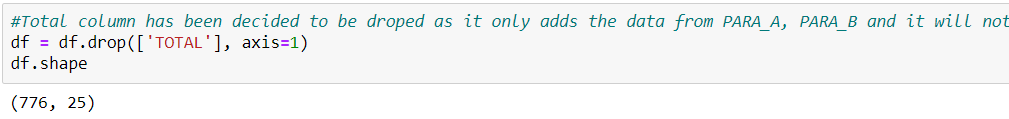 #Total column has been decided to be droped as it only adds the data from PARA_A, PARA_B and it will not
df = df.drop(['TOTAL'], axis=1)
df.shape
(776, 25)